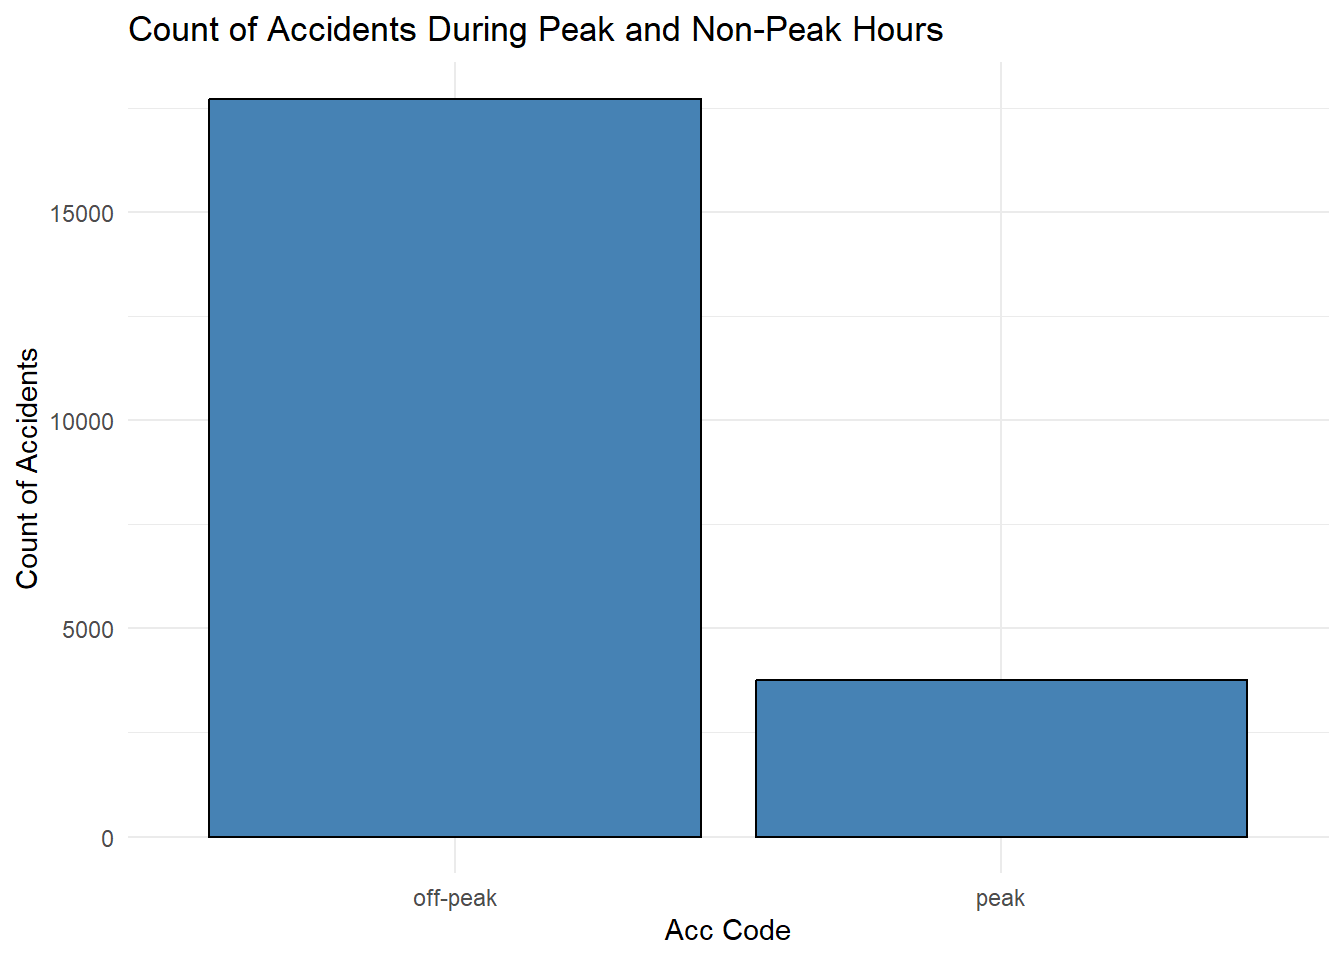 Count of Accidents During Peak and Non-Peak Hours
Count of Accidents
15000
10000
5000
0
off-peak peak
Acc Code